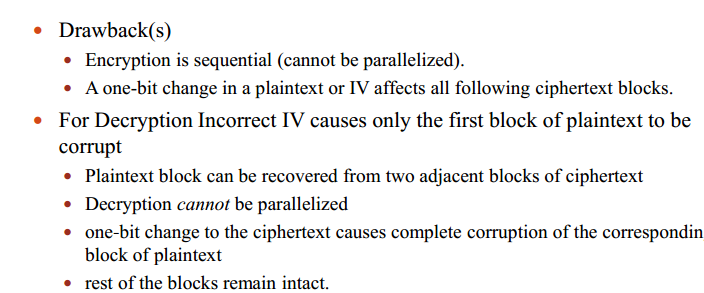 • Drawback(s)
• Encryption is sequential (cannot be parallelized).
• A one-bit change in a plaintext or IV affects all following ciphertext blocks.
• For Decryption Incorrect IV causes only the first block of plaintext to be
corrupt
• Plaintext block can be recovered from two adjacent blocks of ciphertext
• Decryption cannot be parallelized
• one-bit change to the ciphertext causes complete corruption of the correspondin
block of plaintext
• rest of the blocks remain intact.